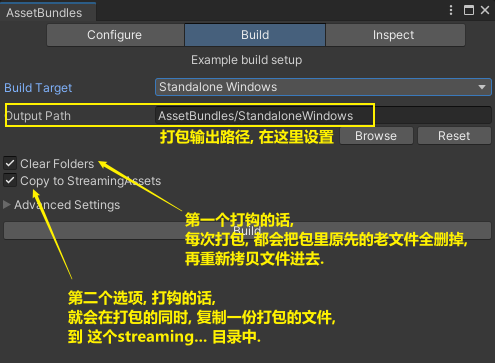 AssetBundles
Configure Build Inspect
Example build setup
Build Target Standalone Windows
Output Path AssetBundles/StandaloneWindows
打包输出路径, 在这里设置 Browse Reset
Clear Folders
Copy to StreamingAssets
Advanced Settings
第一个打钩的话,
Build
每次打包, 都会把包里原先的老文件全删掉,
再重新拷贝文件进去.
第二个选项, 打钩的话,
就会在打包的同时, 复制一份打包的文件,
到 这个streaming... 目录中.